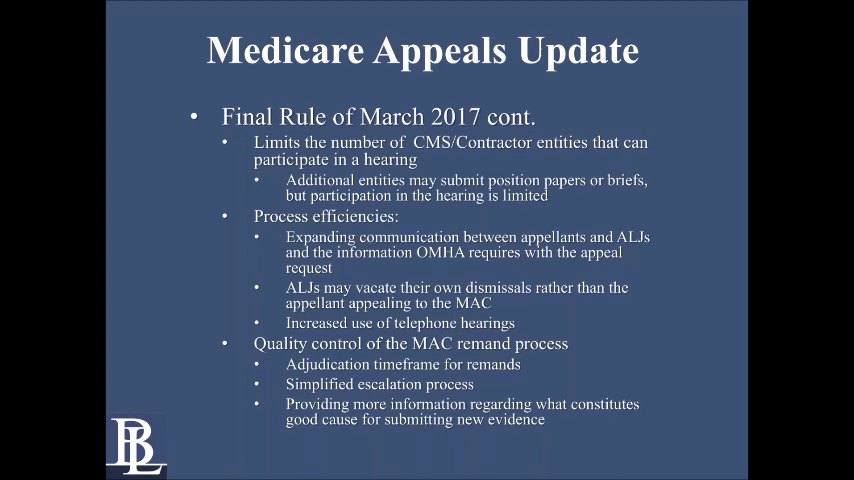 Medicare Appeals Update
• Final Rule of March 2017 cont.
• Limits the number of CMS/Contractor entities that can
participate in a hearing
• Additional entities may submit position papers or briefs,
but participation in the hearing is limited
• Process efficiencies:
• Expanding communication between appellants and ALJs
and the information OMHA requires with the appeal
request
• ALJs may vacate their own dismissals rather than the
appellant appealing to the MAC
• Increased use of telephone hearings
• Quality control of the MAC remand process
• Adjudication timeframe for remands
• Simplified escalation process
• Providing more information regarding what constitutes
good cause for submitting new evidence
BL